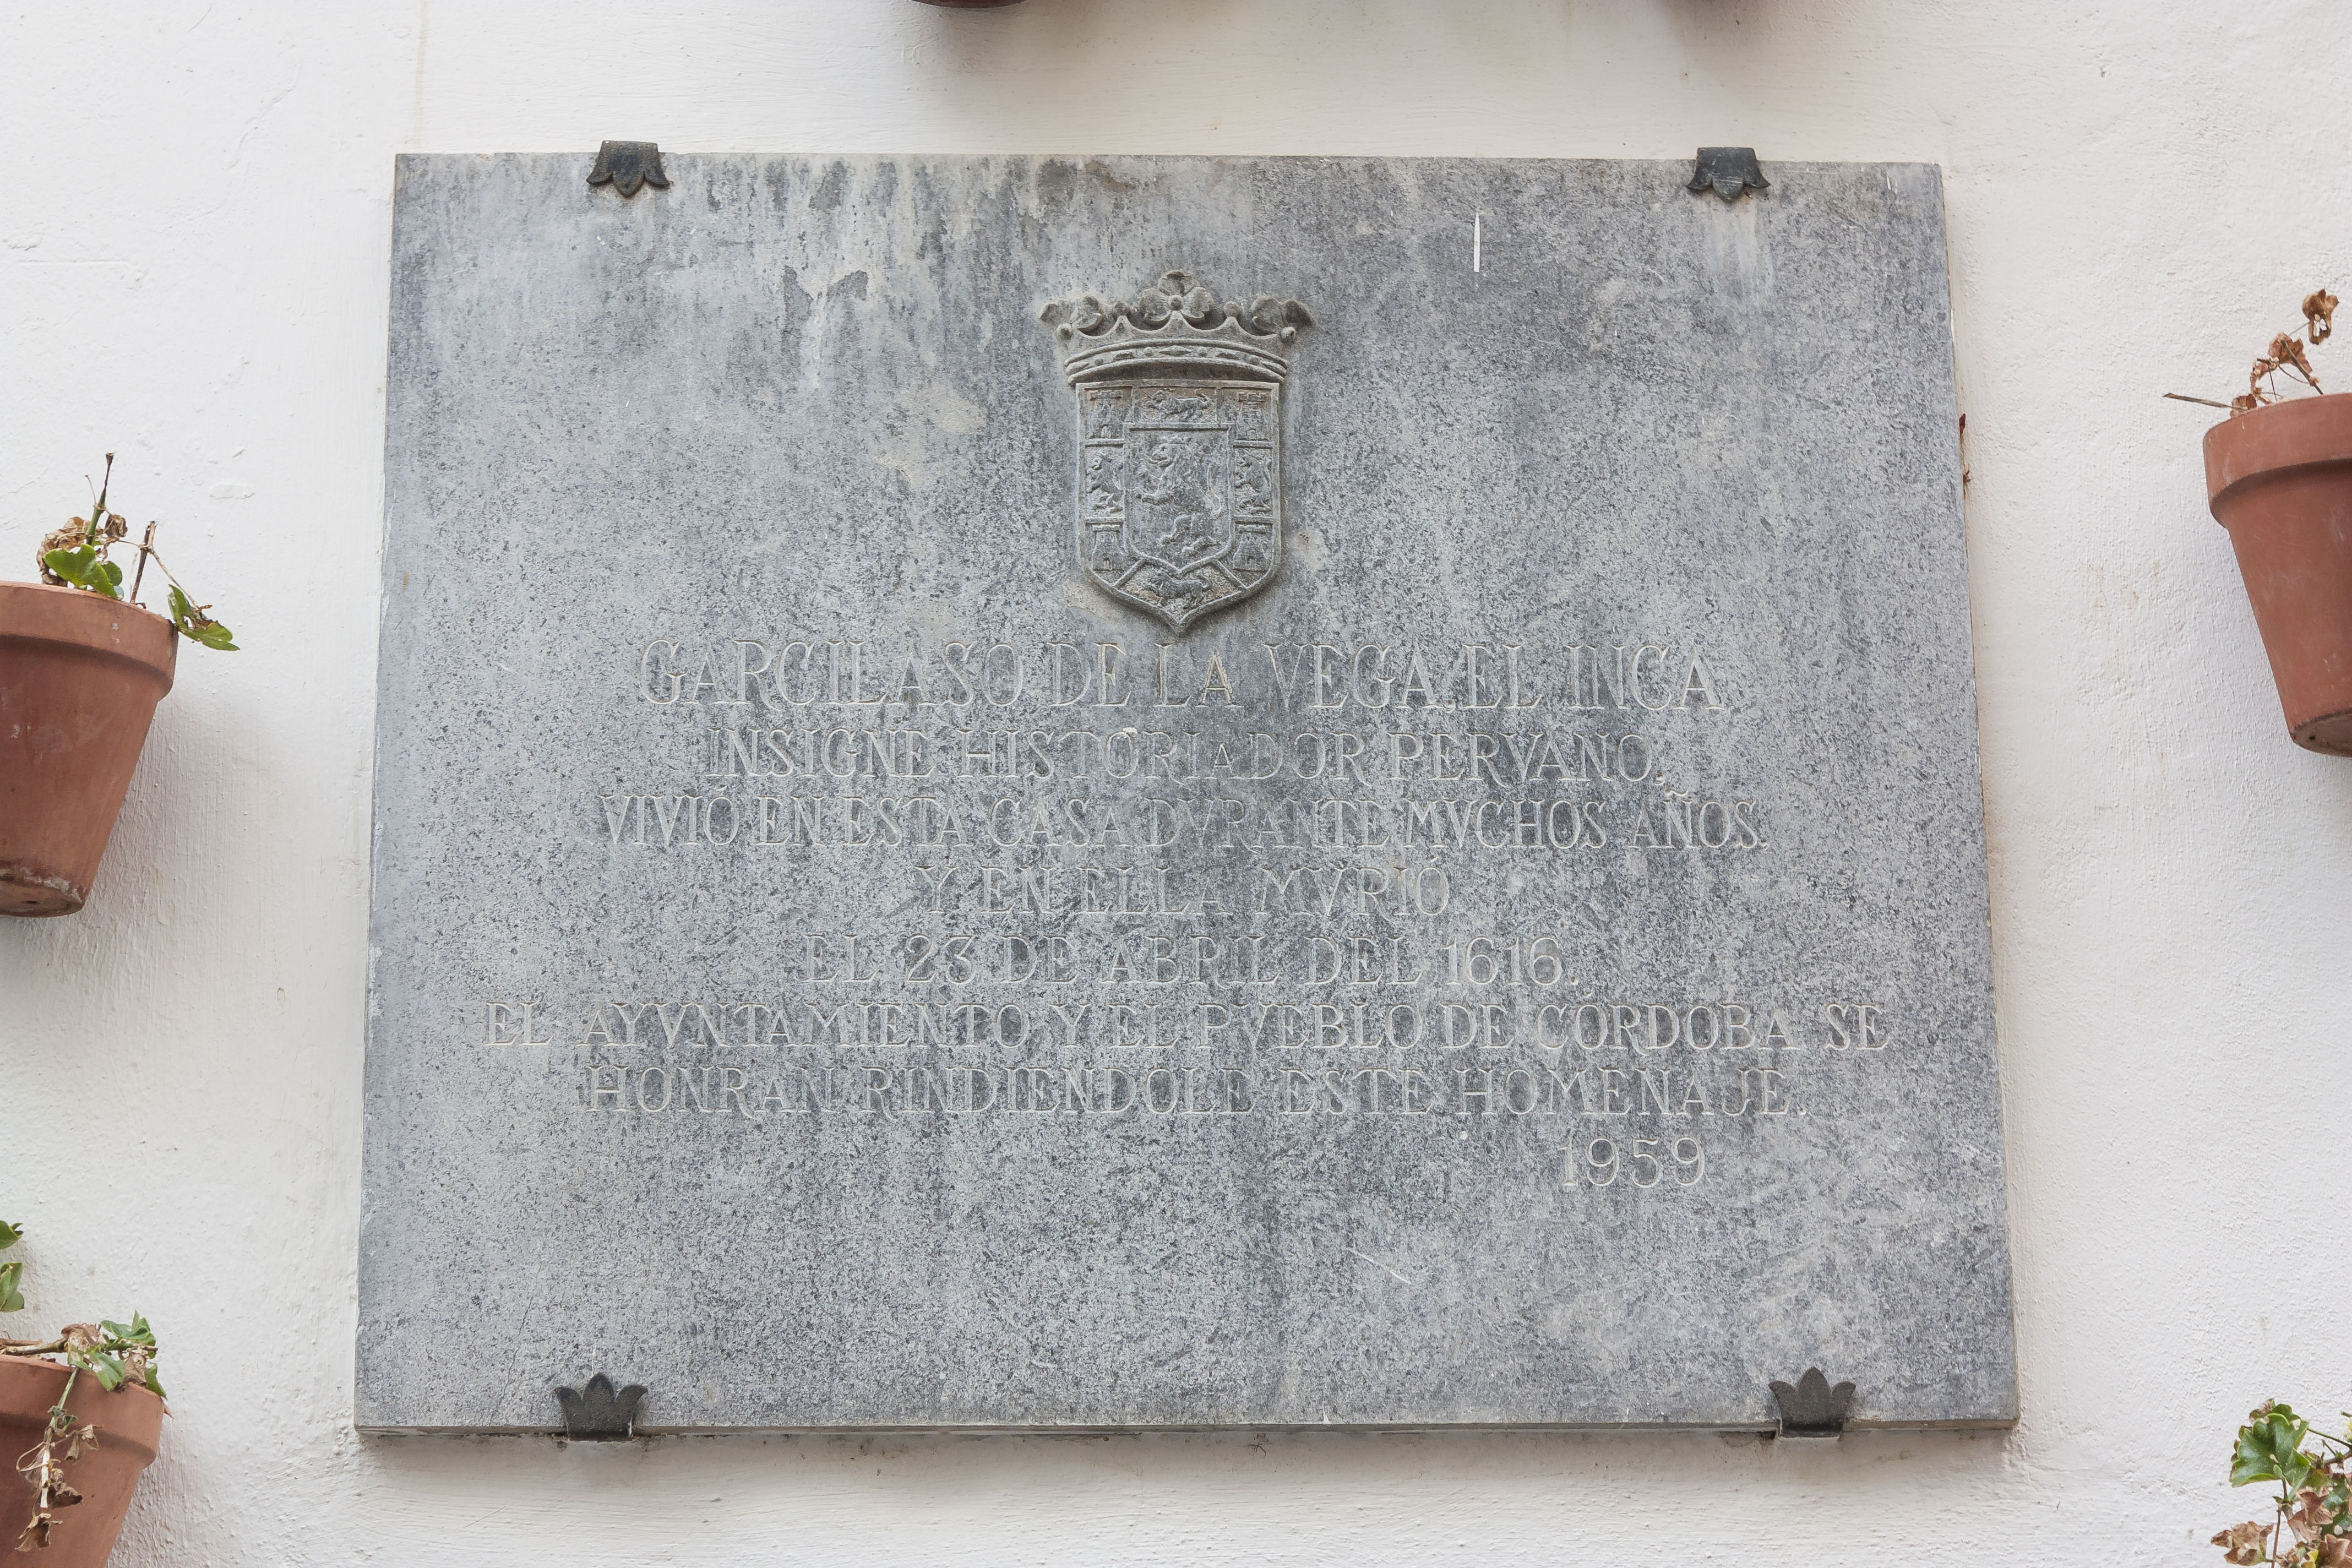 GARCILASO DE LA VEGA, EL INCA
INSIGNE HISTORIADOR PERVANO,
VIVIÓ EN ESTA CASA DVRANTE MVCHOS AÑOS.
Y EN ELLA MVRIÓ
EL 23 DE ABRIL DEL 1616.
EL AYVNTAMIENTO Y EL PVEBLO DE CÓRDOBA SE
HONRAN RINDIENDOLE ESTE HOMENAJE.
1959